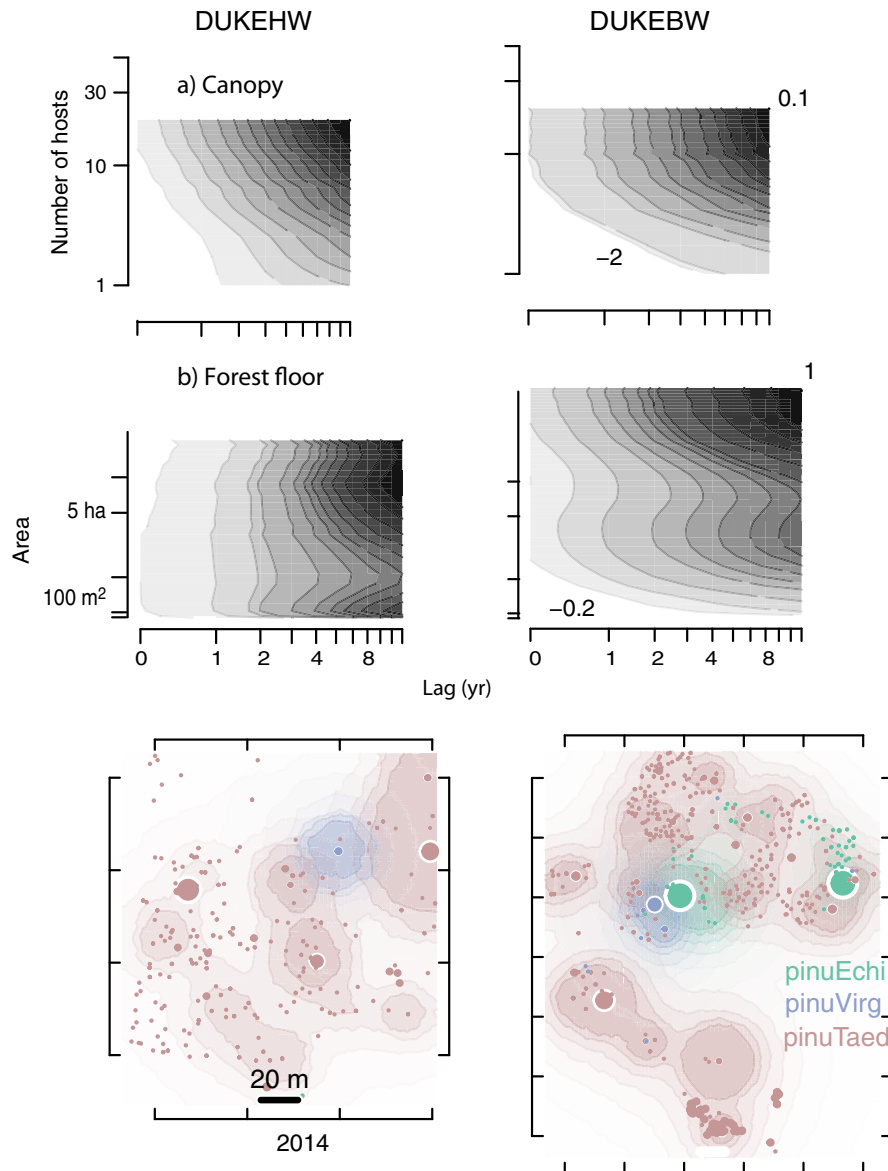 DUKEHW
DUKEBW
a) Canopy
Number of hosts
30
10
1
0.1
−2
b) Forest floor
Area
5 ha
100 m²
1
−0.2
0 1 2 4 8
0 1 2 4 8
Lag (yr)
pinuEchi
pinuVirg
pinuTaed
20 m
2014